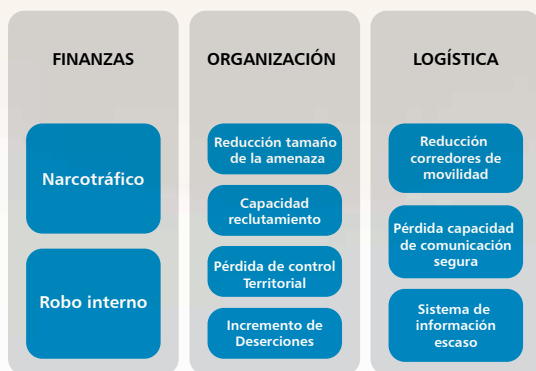 FINANZAS
Narcotráfico
Robo interno
ORGANIZACIÓN
Reducción tamaño
de la amenaza
Capacidad
reclutamiento
Pérdida de control
Territorial
Incremento de
Deserciones
LOGÍSTICA
Reducción
corredores de
movilidad
Pérdida capacidad
de comunicación
segura
Sistema de
información
escaso